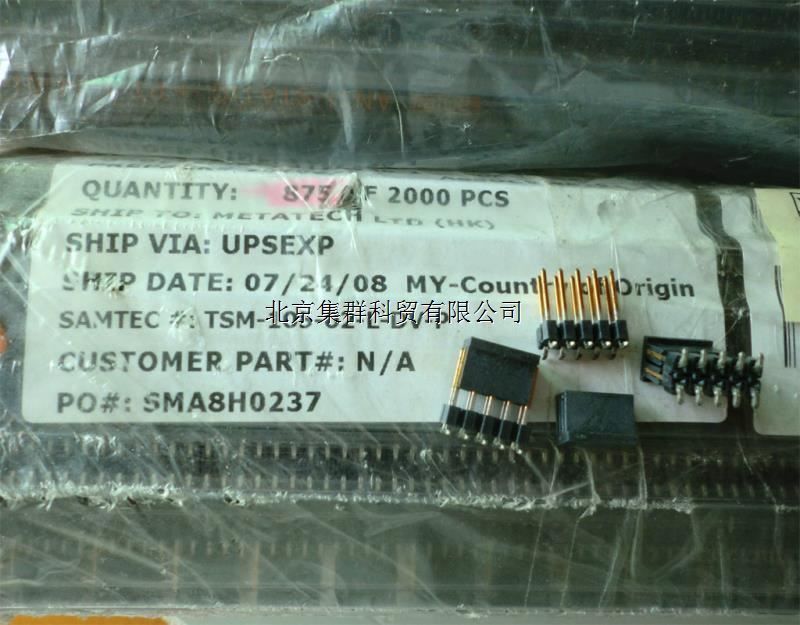 QUANTITY: 875 OF 2000 PCS
SHIP TO: METATECH LTD (HK)
SHIP VIA: UPSEXP
SHIP DATE: 07/24/08 MY-Country of Origin
北京集群科贸有限公司
SAMTEC #: TSM-
CUSTOMER PART#: N/A
PO#: SMA8H0237